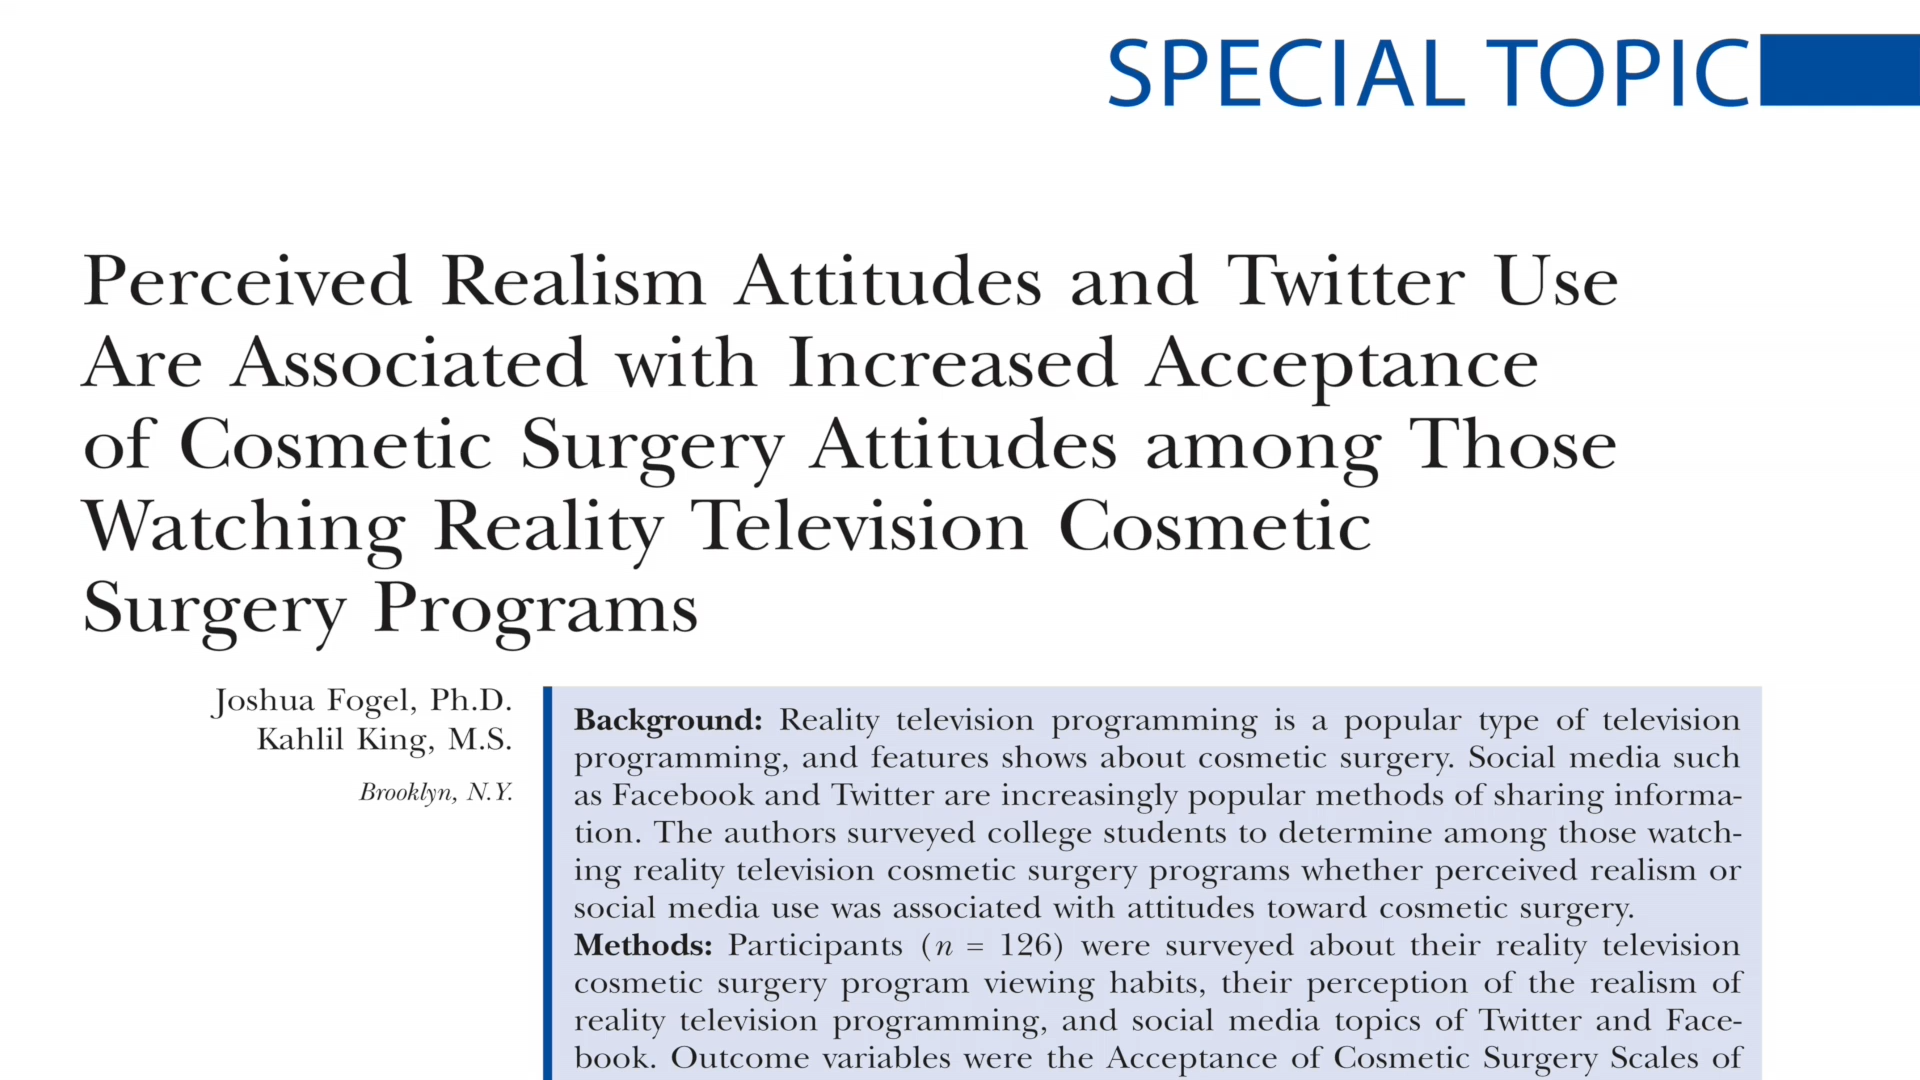 SPECIAL TOPIC
Perceived Realism Attitudes and Twitter Use
Are Associated with Increased Acceptance
of Cosmetic Surgery Attitudes among Those
Watching Reality Television Cosmetic
Surgery Programs
Joshua Fogel, Ph.D.
Kahlil King, M.S.
Brooklyn, N.Y.
Background: Reality television programming is a popular type of television
programming, and features shows about cosmetic surgery. Social media such
as Facebook and Twitter are increasingly popular methods of sharing informa-
tion. The authors surveyed college students to determine among those watch-
ing reality television cosmetic surgery programs whether perceived realism or
social media use was associated with attitudes toward cosmetic surgery.
Methods: Participants (n = 126) were surveyed about their reality television
cosmetic surgery program viewing habits, their perception of the realism of
reality television programming, and social media topics of Twitter and Face-
book. Outcome variables were the Acceptance of Cosmetic Surgery Scales of